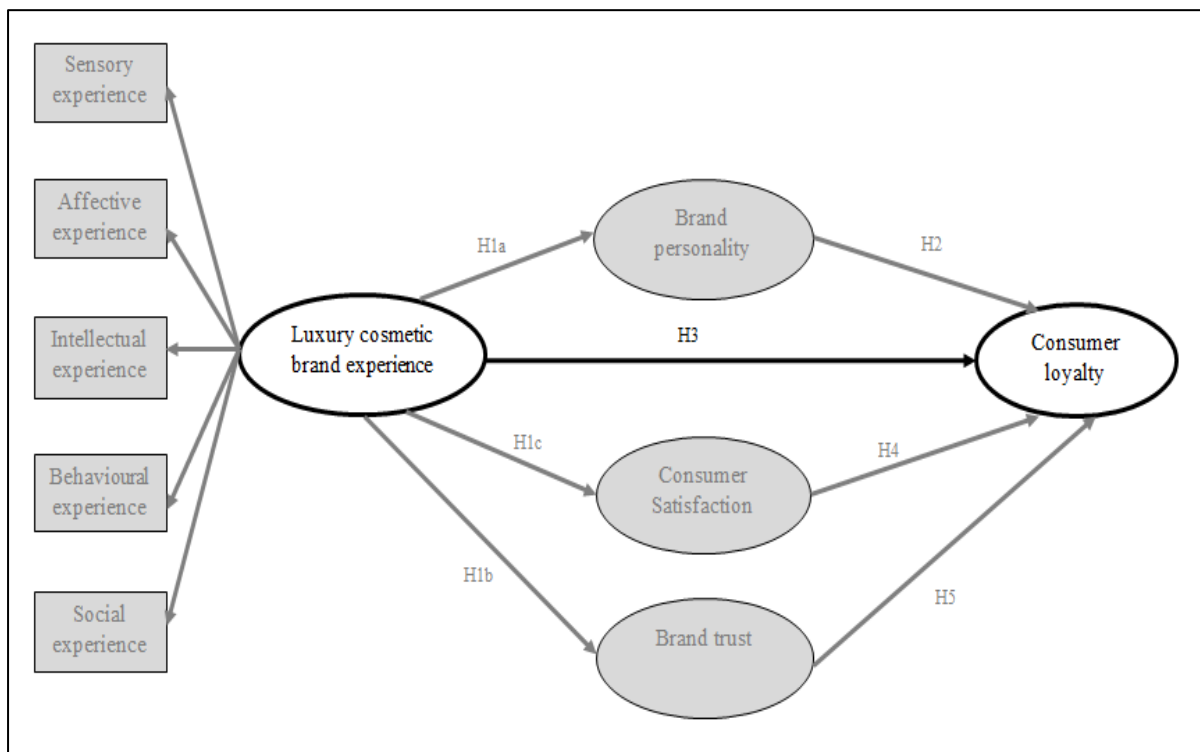 Sensory
experience
Affective
experience
Intellectual
experience
Behavioural
experience
Social
experience
Luxury cosmetic
brand experience
H1a
H1c
H1b
Brand
personality
H3
Consumer
Satisfaction
Brand trust
H2
H4
H5
Consumer
loyalty